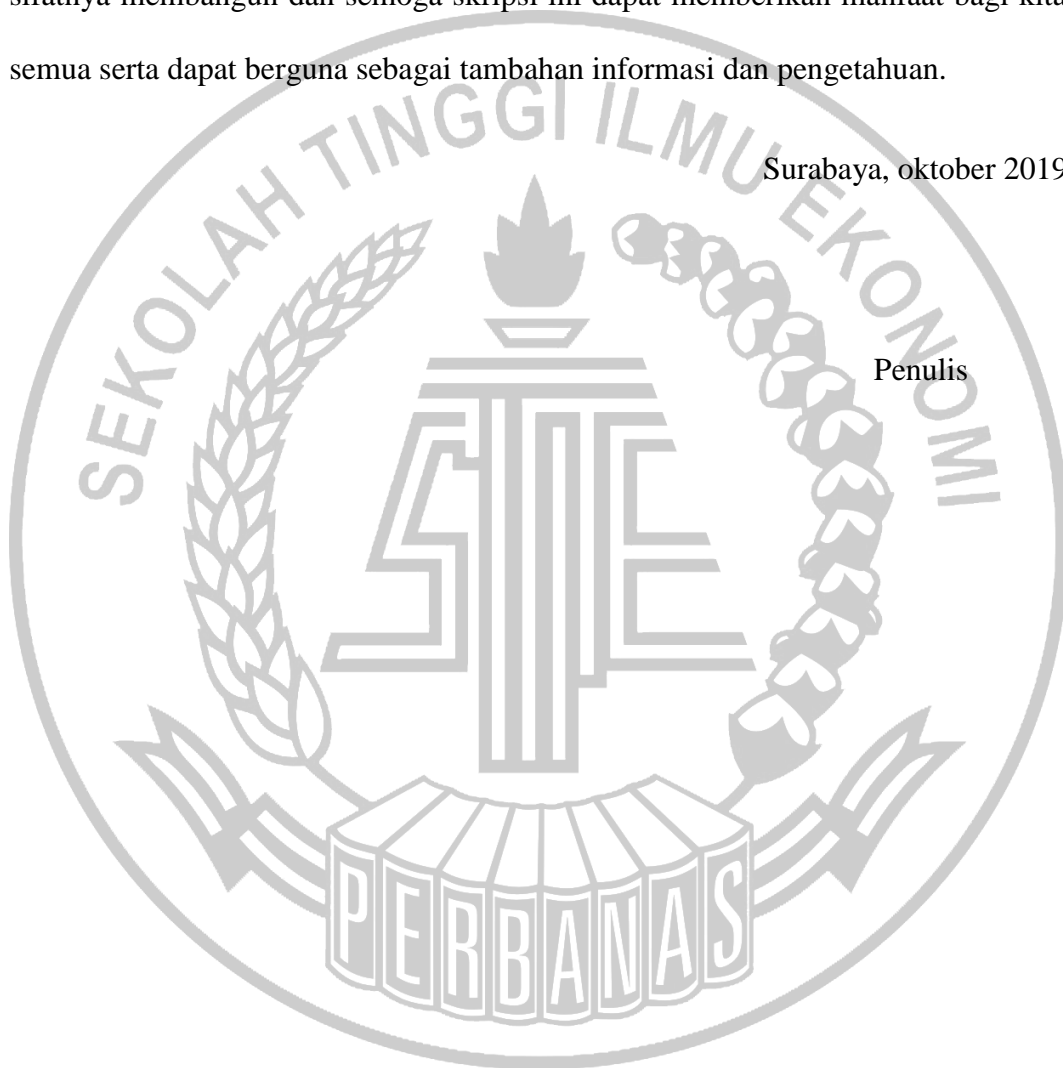 sifatnya membangun dan semoga skripsi ini dapat memberikan manfaat bagi kita
semua serta dapat berguna sebagai tambahan informasi dan pengetahuan.
Surabaya, oktober 2019
Penulis
SEKOLAH TINGGI ILMU EKONOMI
STIE
PERBANAS